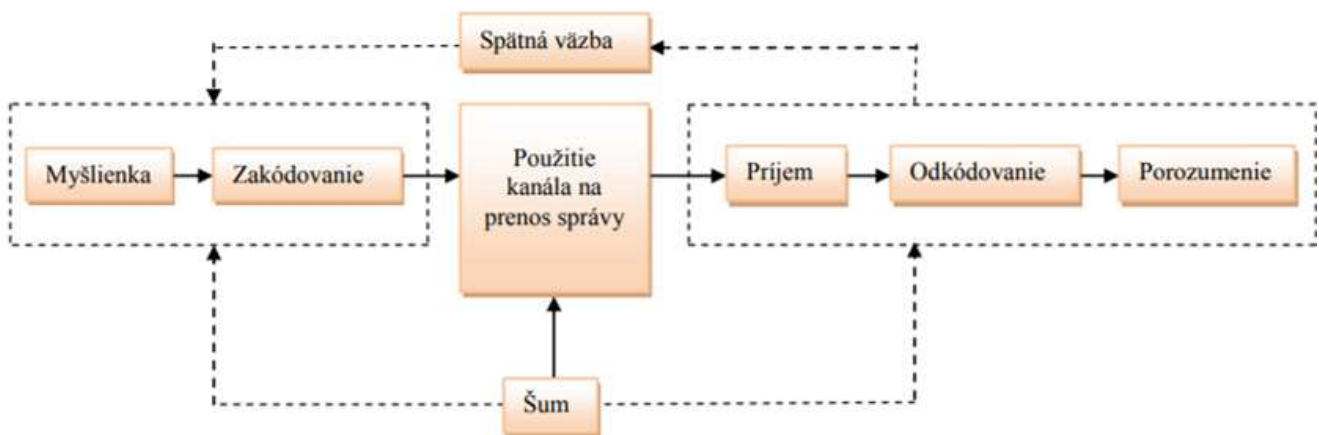 Spätná väzba
Myšlienka
Zakódovanie
Použitie
kanála na
prenos správy
Príjem
Odkódovanie
Porozumenie
Šum